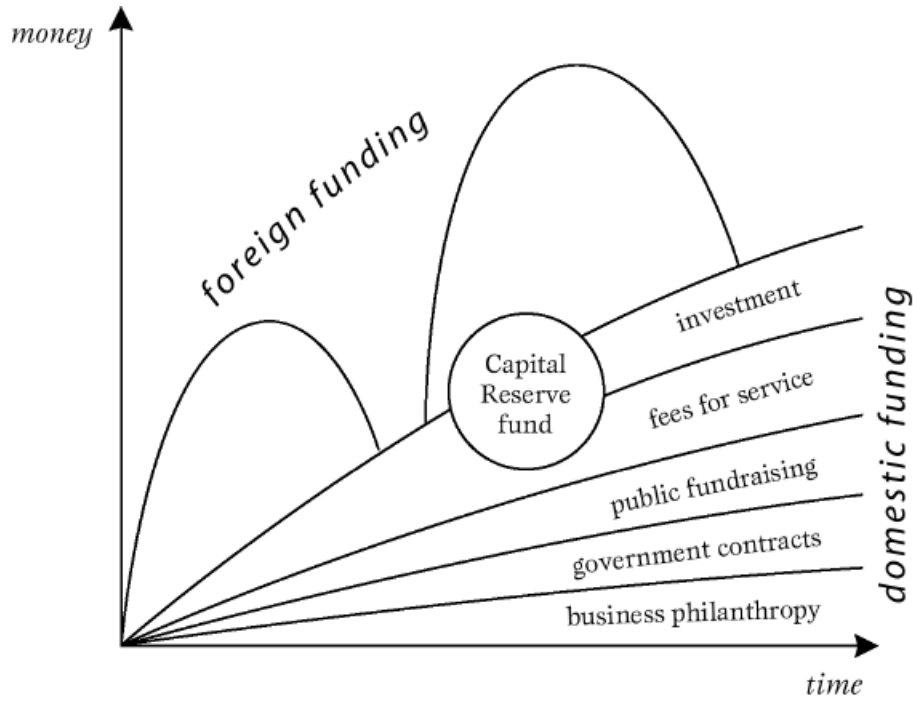 money
foreign funding
Capital
Reserve
fund
investment
fees for service
public fundraising
government contracts
business philanthropy
domestic funding
time